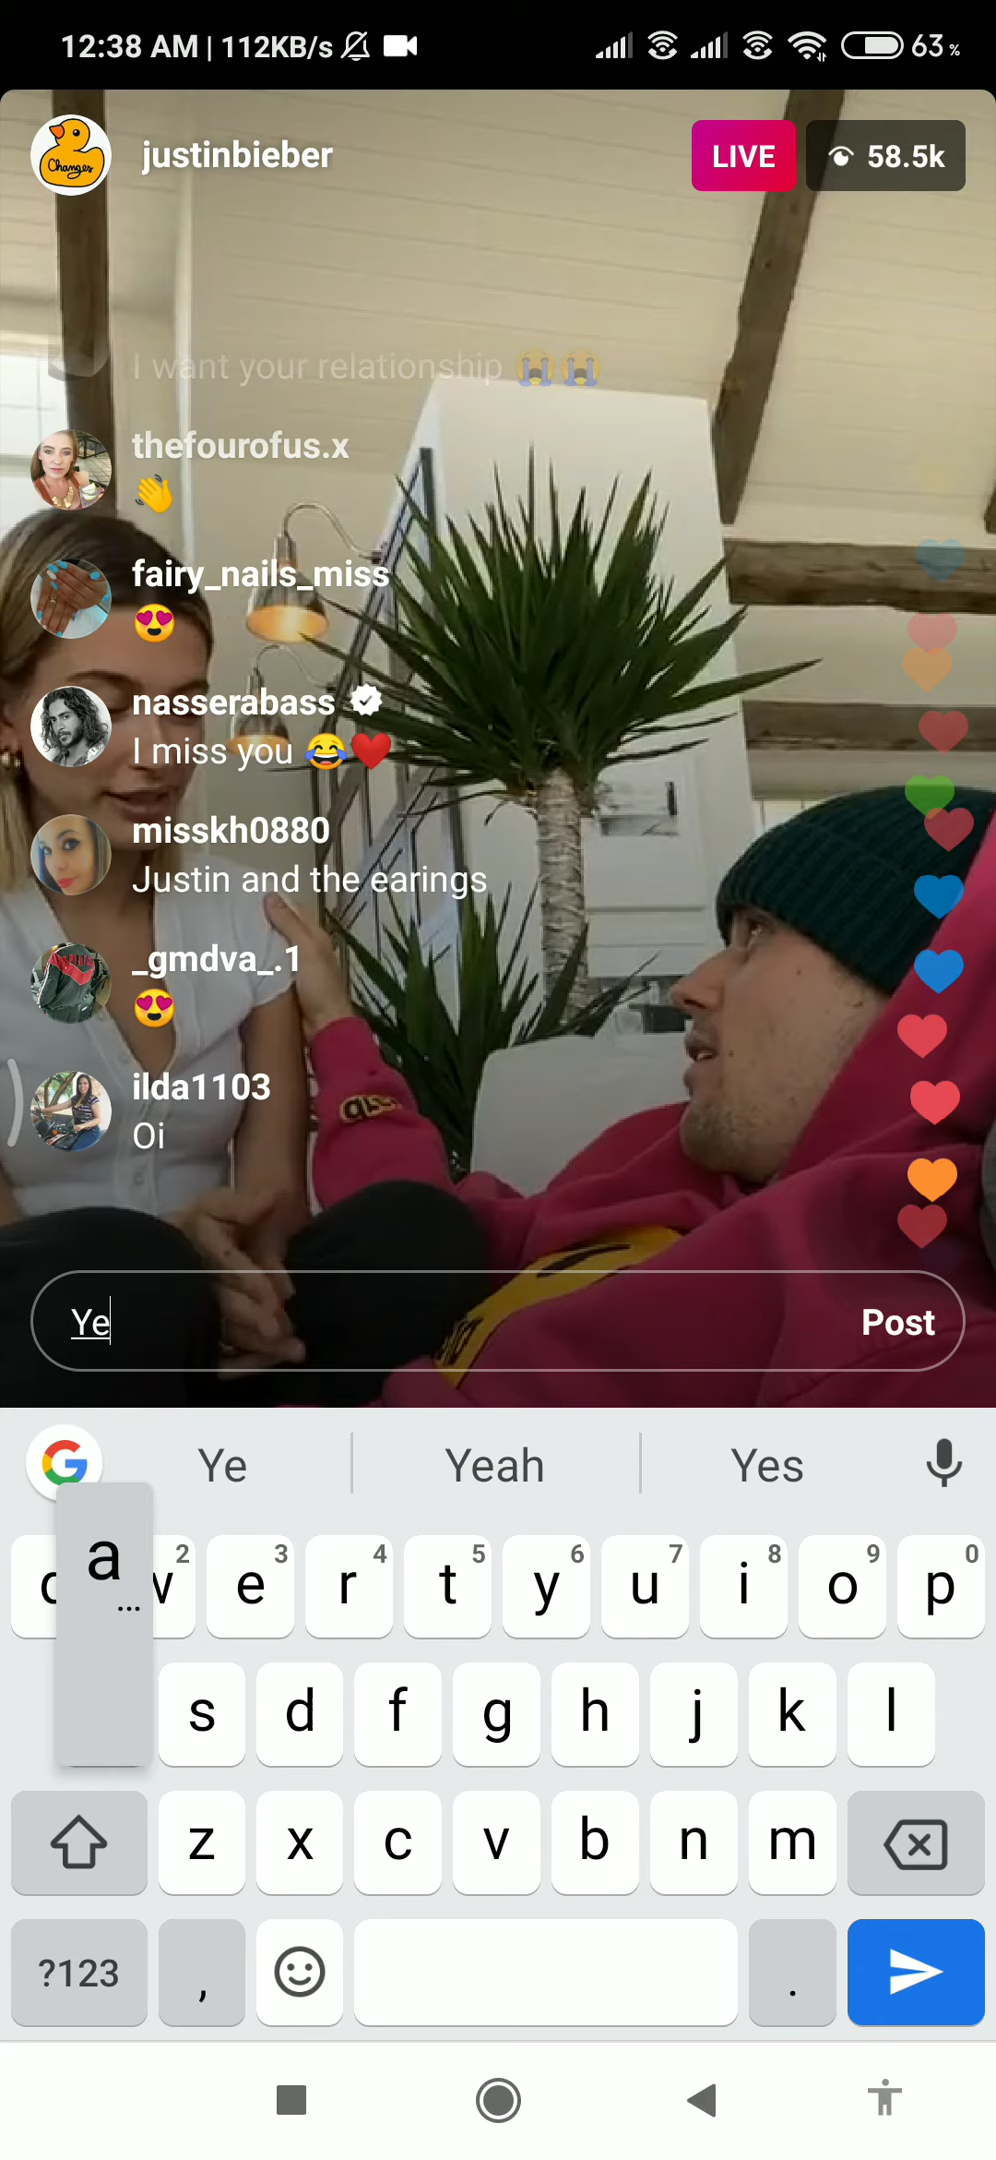 12:38 AM | 112KB/s 63 %
Changes
justinbieber LIVE 58.5k
I want your relationship 😭😭
thefourofus.x
👋
fairy_nails_miss
😍
nasserabass
I miss you 😂❤️
misskh0880
Justin and the earings
_gmdva_.1
😍
ilda1103
Oi
Ye Post
G Ye Yeah Yes
a...
2 3 4 5 6 7 8 9 0
e r t y u i o p
s d f g h j k l
z x c v b n m
?123 , .